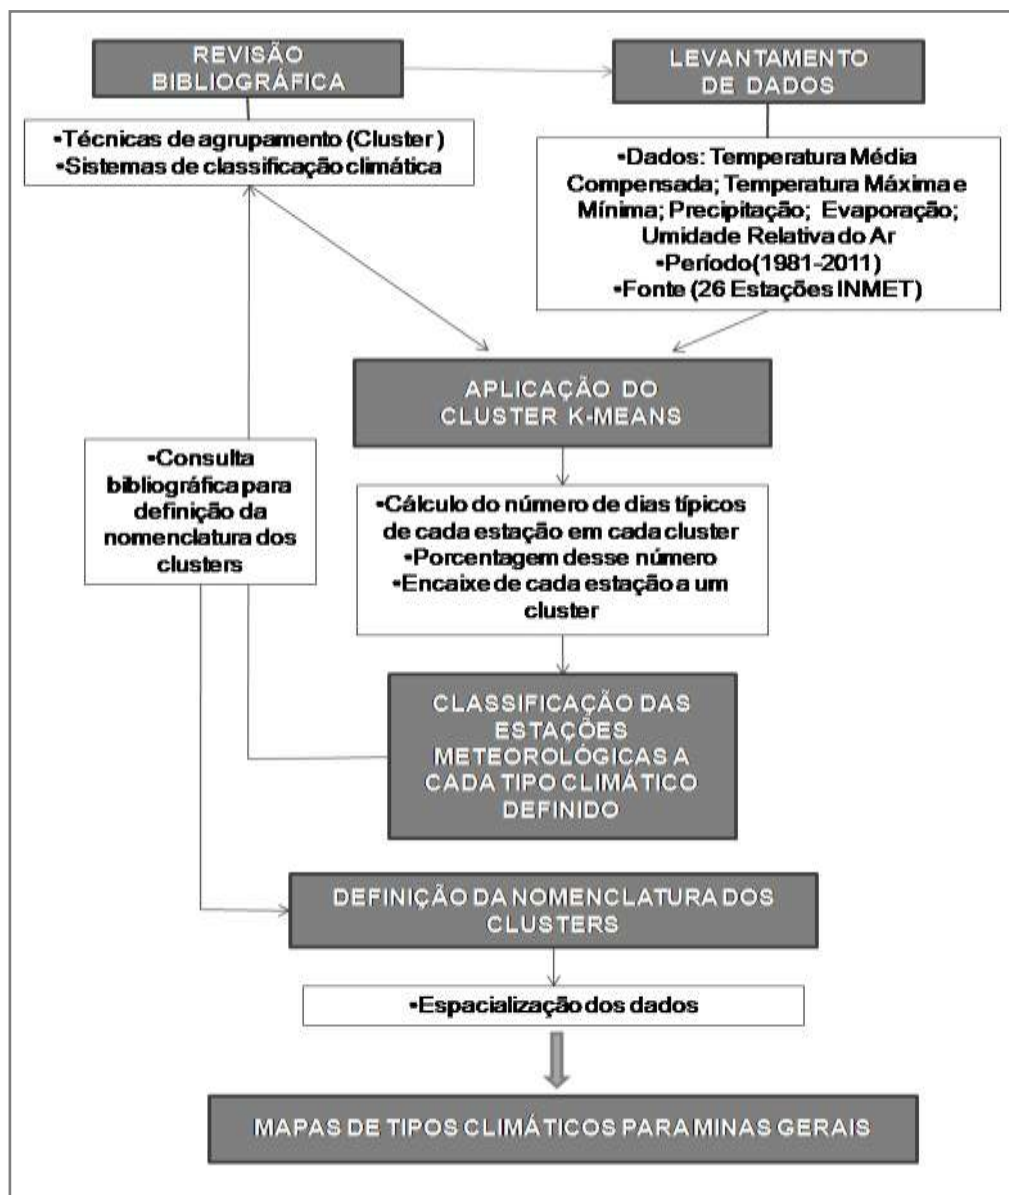 REVISÃO
BIBLIOGRÁFICA
LEVANTAMENTO
DE DADOS
•Técnicas de agrupamento (Cluster )
•Sistemas de classificação climática
•Dados: Temperatura Média
Compensada; Temperatura Máxima e
Mínima; Precipitação; Evaporação;
Umidade Relativa do Ar
•Período(1981-2011)
•Fonte (26 Estações INMET)
APLICAÇÃO DO
CLUSTER K-MEANS
•Consulta
bibliográfica para
definição da
nomenclatura dos
clusters
•Cálculo do número de dias típicos
de cada estação em cada cluster
•Porcentagem desse número
•Encaixe de cada estação a um
cluster
CLASSIFICAÇÃO DAS
ESTAÇÕES
METEOROLÓGICAS A
CADA TIPO CLIMÁTICO
DEFINIDO
DEFINIÇÃO DA NOMENCLATURA DOS
CLUSTERS
•Espacialização dos dados
MAPAS DE TIPOS CLIMÁTICOS PARA MINAS GERAIS